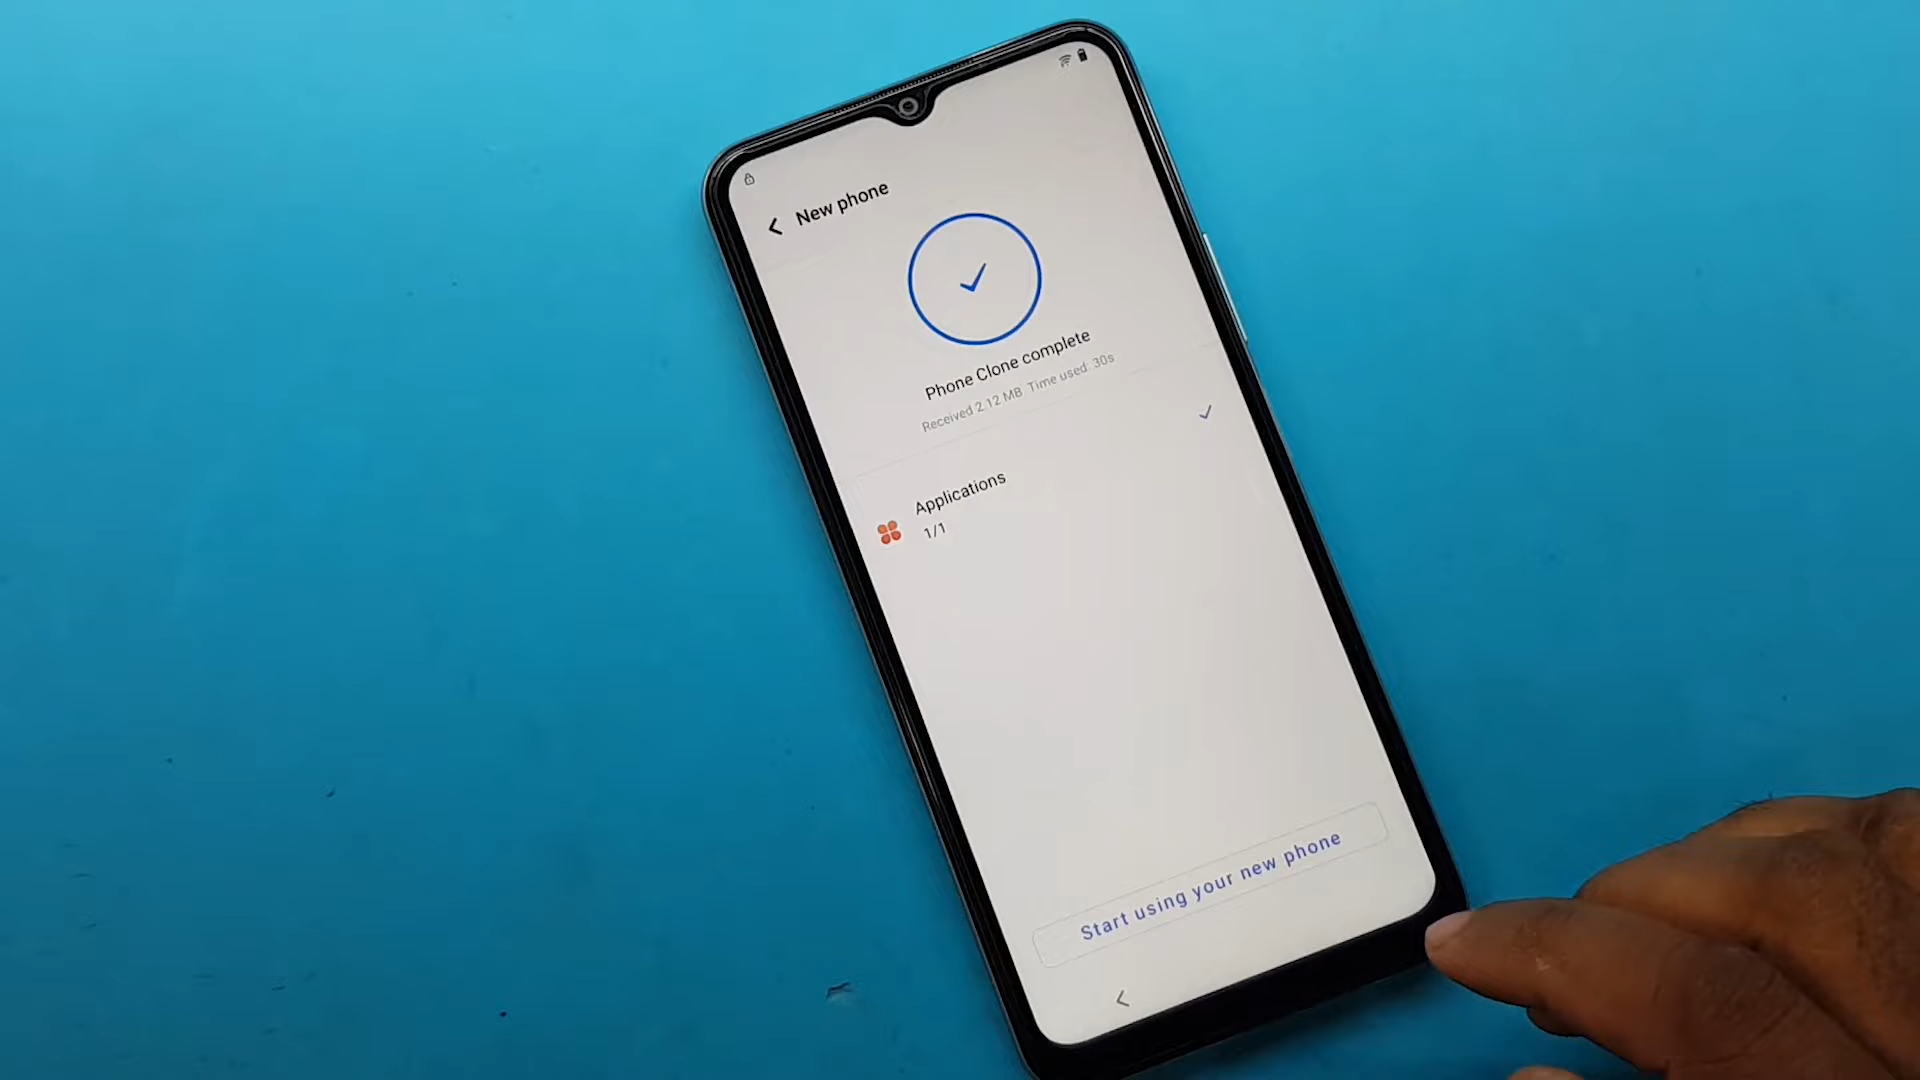 New phone
Phone Clone complete
Received 2.12 MB Time used: 30s
Applications
1/1
Start using your new phone